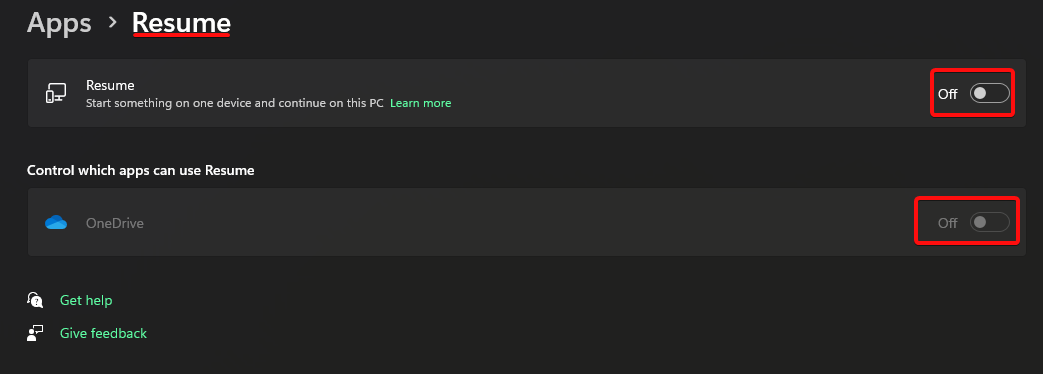 Apps > Resume
Resume
Start something on one device and continue on this PC Learn more
Off
Control which apps can use Resume
OneDrive
Off
Get help
Give feedback